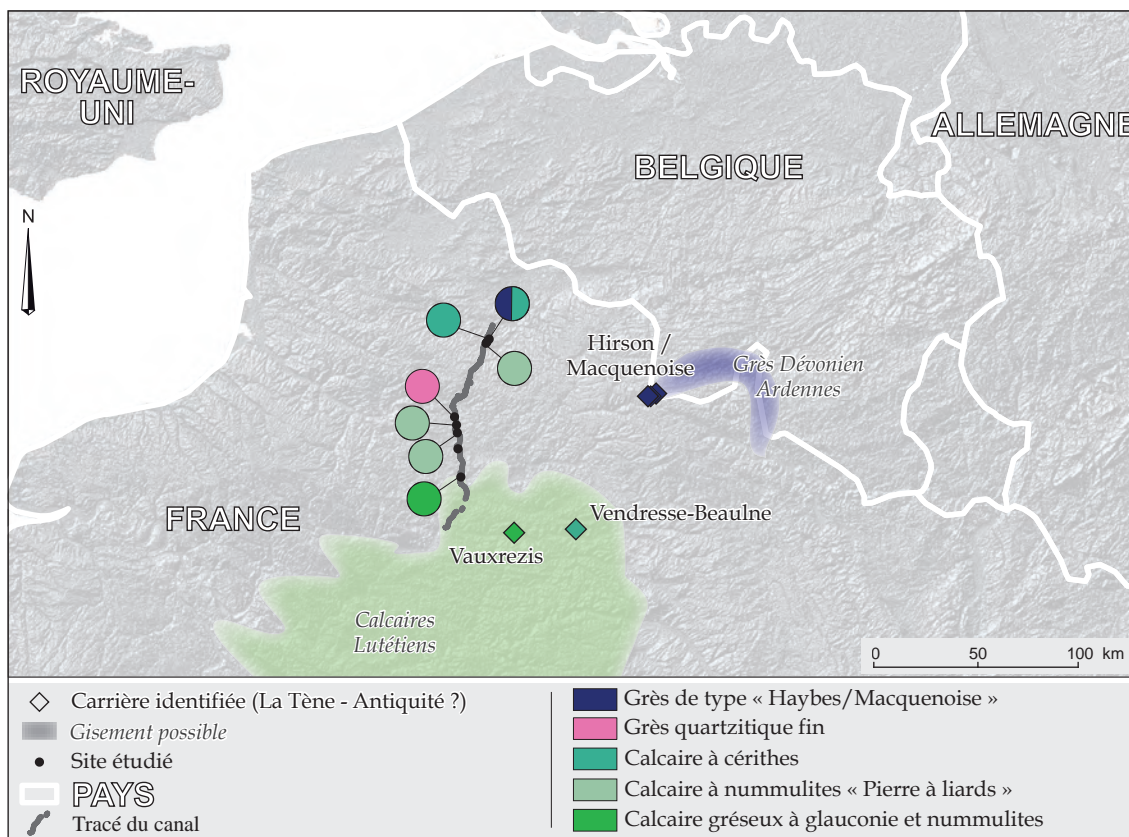 ROYAUME-
UNI
ALLEMAGNE
BELGIQUE
N
Hirson /
Macquenoise
Grès Dévonien
Ardennes
FRANCE
Vendresse-Beaulne
Vauxrezis
Calcaires
Lutétiens
0 50 100 km
Carrière identifiée (La Tène - Antiquité ?)
Gisement possible
Site étudié
PAYS
Tracé du canal
Grès de type « Haybes/Macquenoise »
Grès quartzitique fin
Calcaire à cérithes
Calcaire à nummulites « Pierre à liards »
Calcaire gréseux à glauconie et nummulites